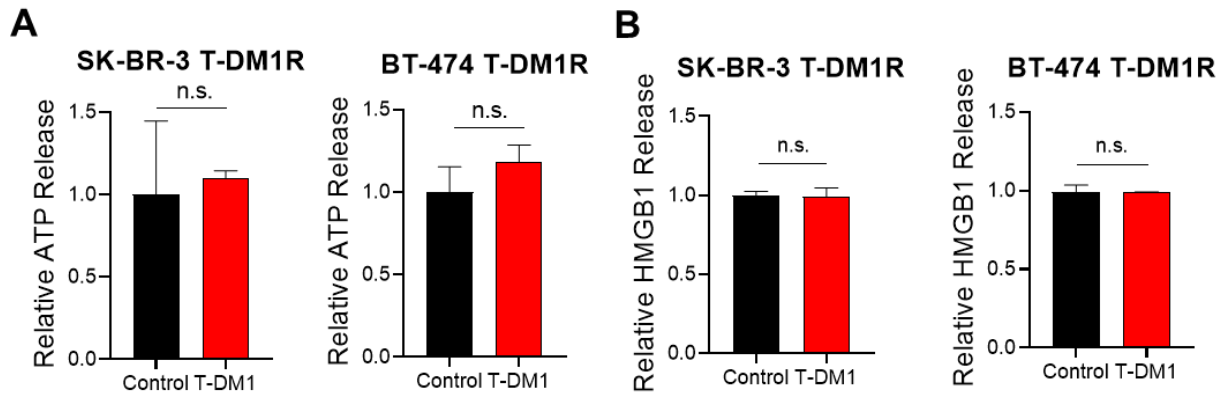 A
SK-BR-3 T-DM1R
Relative ATP Release
1.5
1.0
0.5
0.0
n.s.
Control T-DM1
BT-474 T-DM1R
Relative ATP Release
1.5
1.0
0.5
0.0
n.s.
Control T-DM1
B
SK-BR-3 T-DM1R
Relative HMGB1 Release
1.5
1.0
0.5
0.0
n.s.
Control T-DM1
BT-474 T-DM1R
Relative HMGB1 Release
1.5
1.0
0.5
0.0
n.s.
Control T-DM1